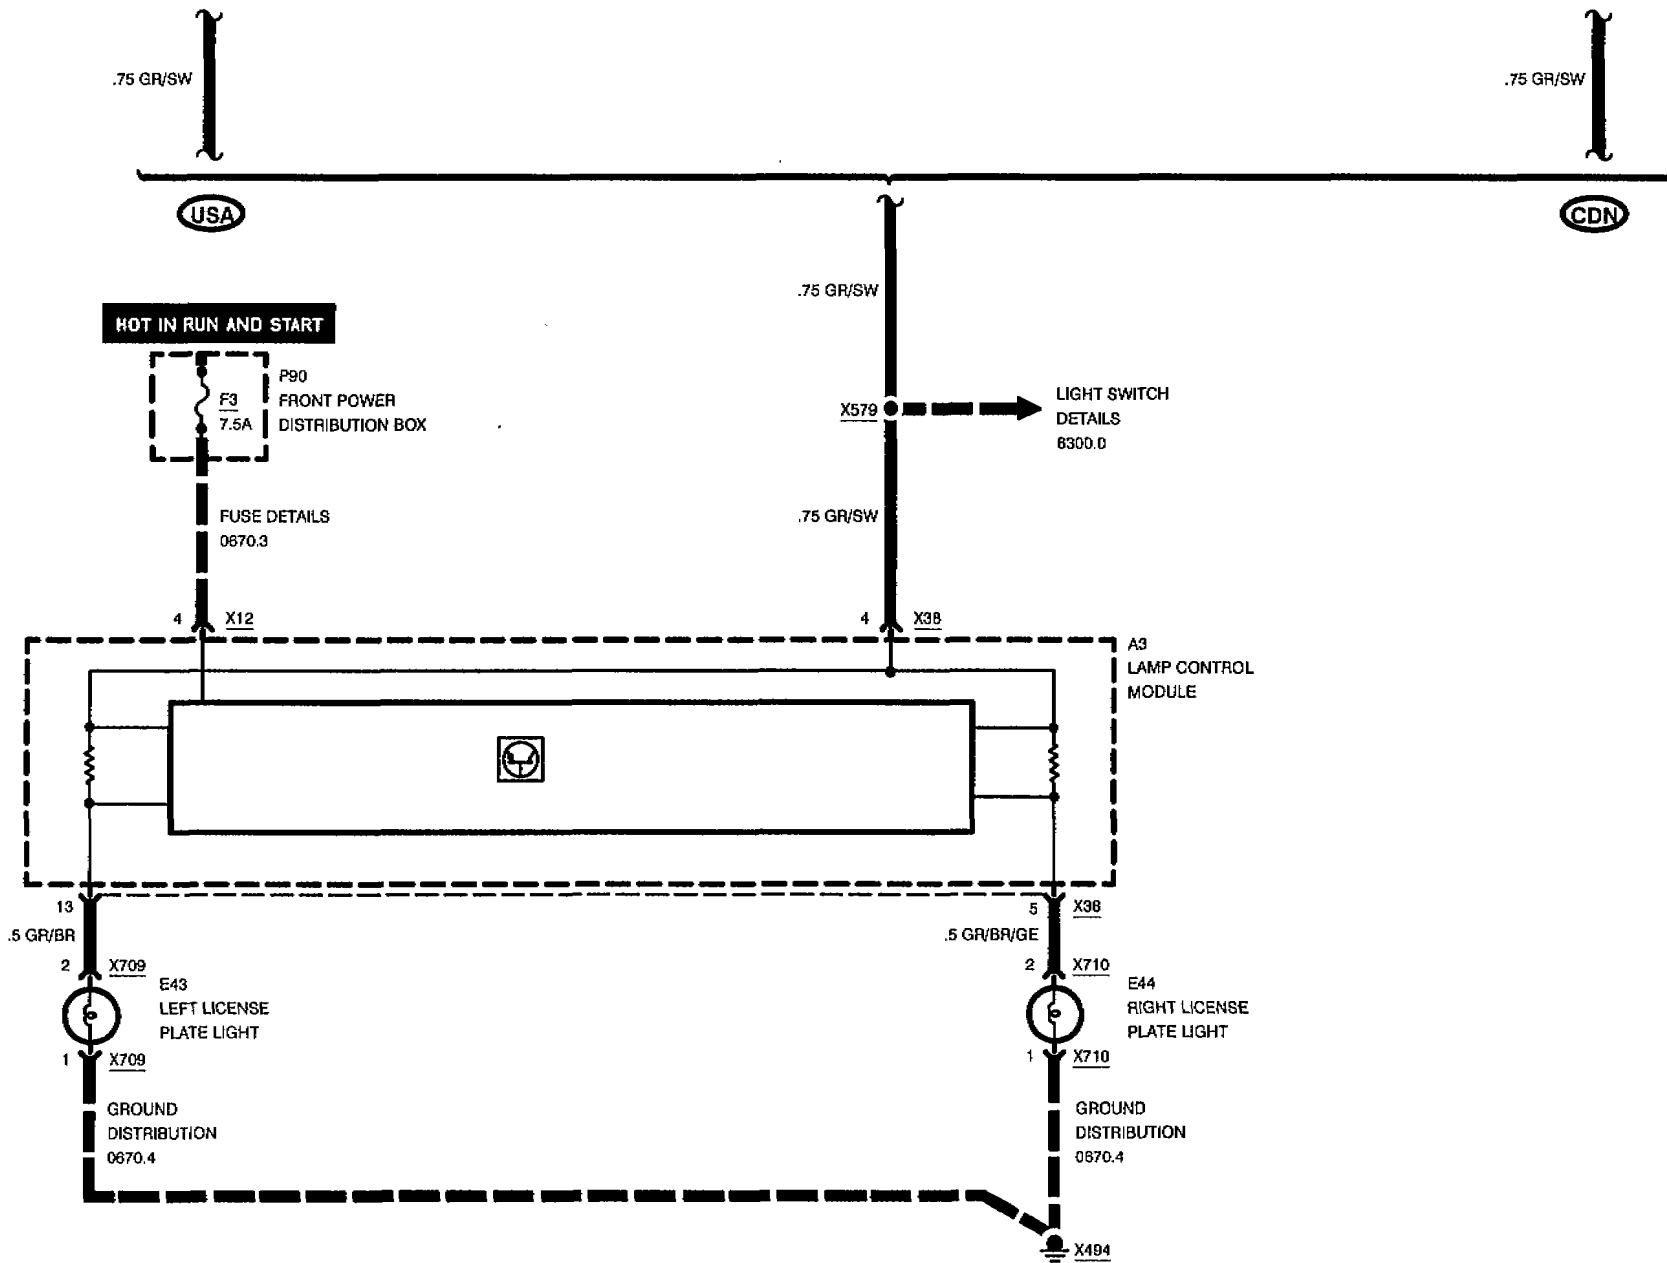 .75 GR/SW
.75 GR/SW
USA
CDN
.75 GR/SW
HOT IN RUN AND START
P90
FRONT POWER
DISTRIBUTION BOX
F3
7.5A
X579
LIGHT SWITCH
DETAILS
6300.0
FUSE DETAILS
0670.3
.75 GR/SW
4 X12
4 X38
A3
LAMP CONTROL
MODULE
13
.5 GR/BR
5 X38
.5 GR/BR/GE
2 X709
E43
LEFT LICENSE
PLATE LIGHT
1 X709
2 X710
E44
RIGHT LICENSE
PLATE LIGHT
1 X710
GROUND
DISTRIBUTION
0670.4
GROUND
DISTRIBUTION
0670.4
X494